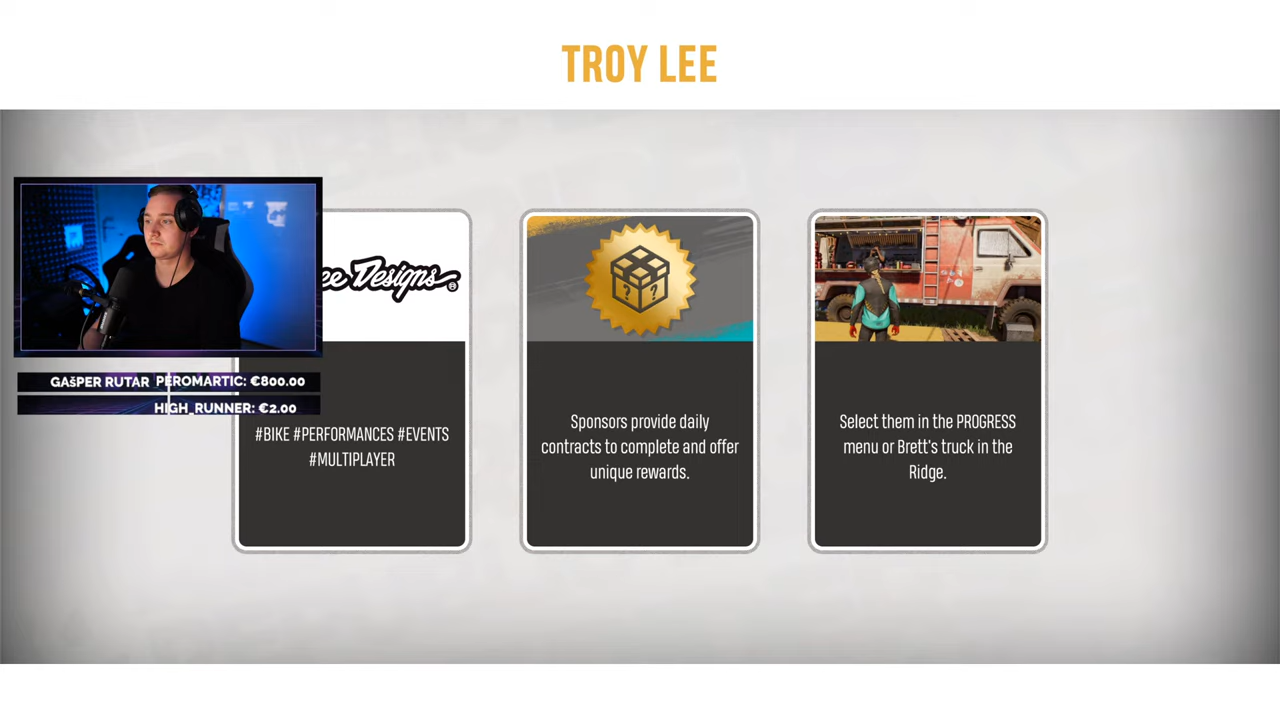 TROY LEE
Designs
GAŠPER RUTAR PEROMARTIC: €800.00
HIGH_RUNNER: €2.00
#BIKE #PERFORMANCES #EVENTS
#MULTIPLAYER
Sponsors provide daily
contracts to complete and offer
unique rewards.
Select them in the PROGRESS
menu or Brett's truck in the
Ridge.